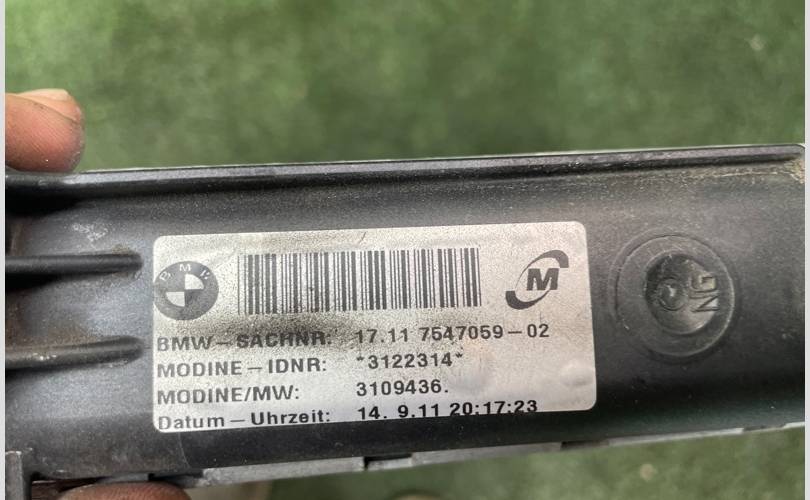 BMW
M
BMW-SACHNR: 17.11 7547059-02
MODINE-IDNR: *3122314*
MODINE/MW: 3109436.
Datum-Uhrzeit: 14. 9.11 20:17:23